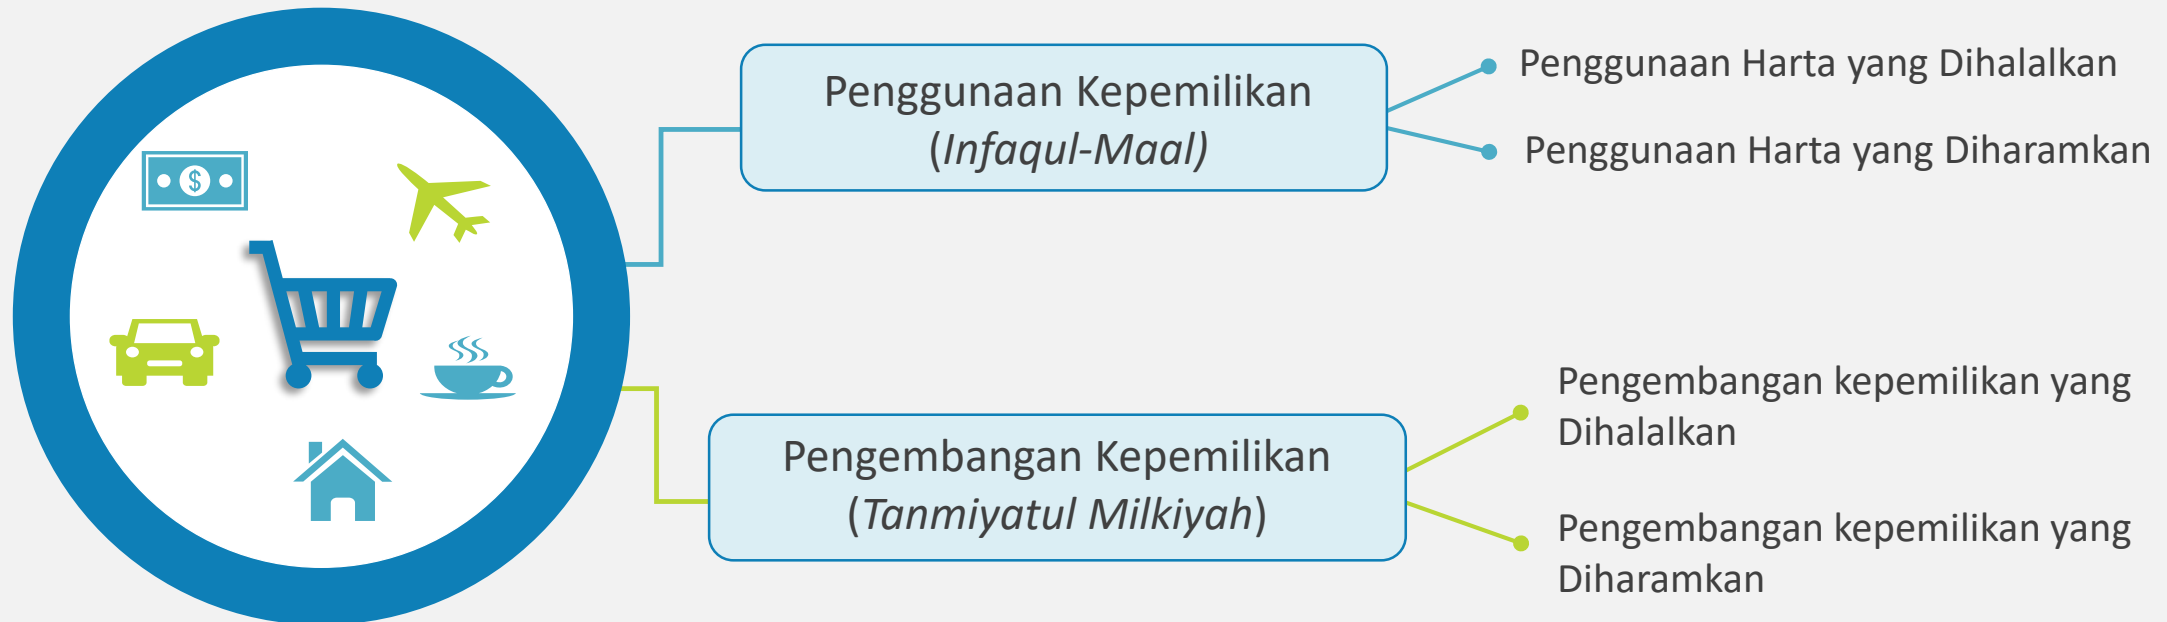 Penggunaan Kepemilikan
(Infaqul-Maal)
Penggunaan Harta yang Dihalalkan
Penggunaan Harta yang Diharamkan
$
Pengembangan Kepemilikan
(Tanmiyatul Milkiyah)
Pengembangan kepemilikan yang
Dihalalkan
Pengembangan kepemilikan yang
Diharamkan